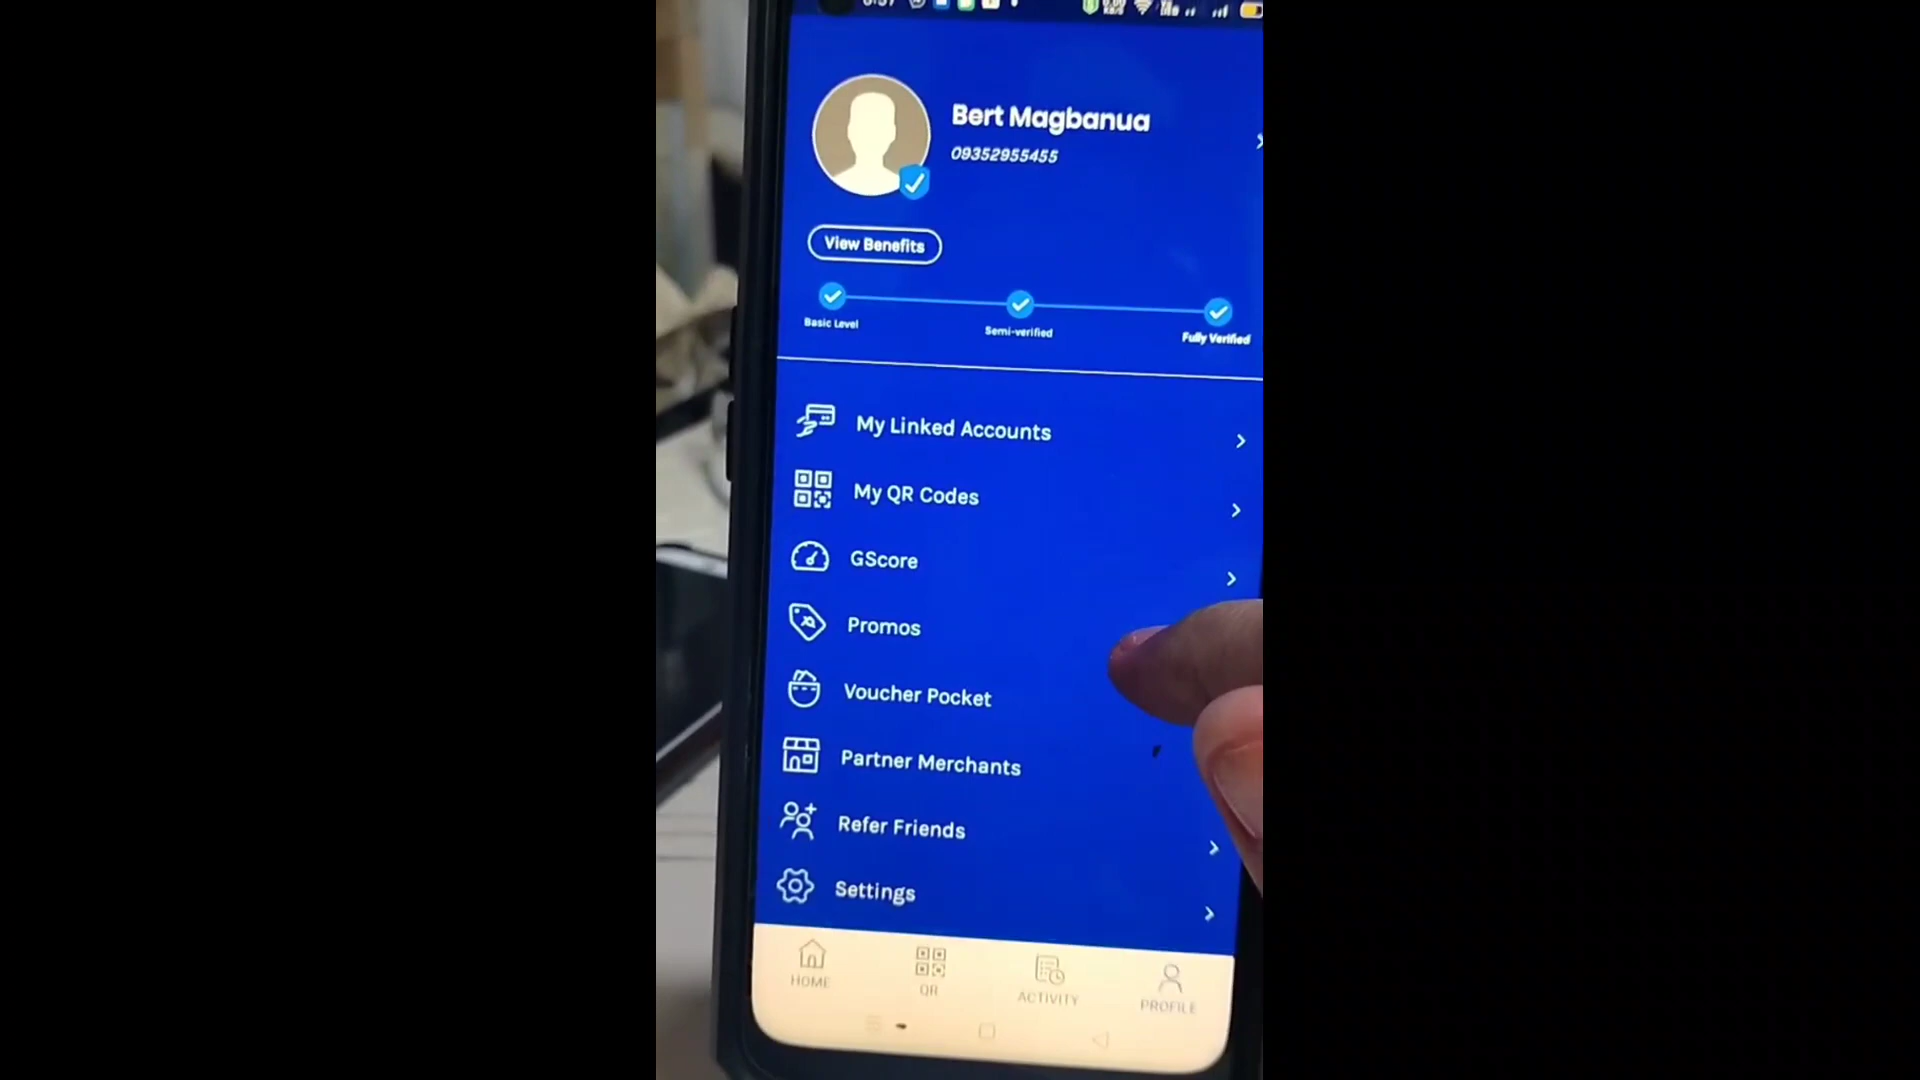 Bert Magbanua
09352955455
View Benefits
Basic Level
Semi-verified
Fully Verified
My Linked Accounts
My QR Codes
GScore
Promos
Voucher Pocket
Partner Merchants
Refer Friends
Settings
HOME
QR
ACTIVITY
PROFILE